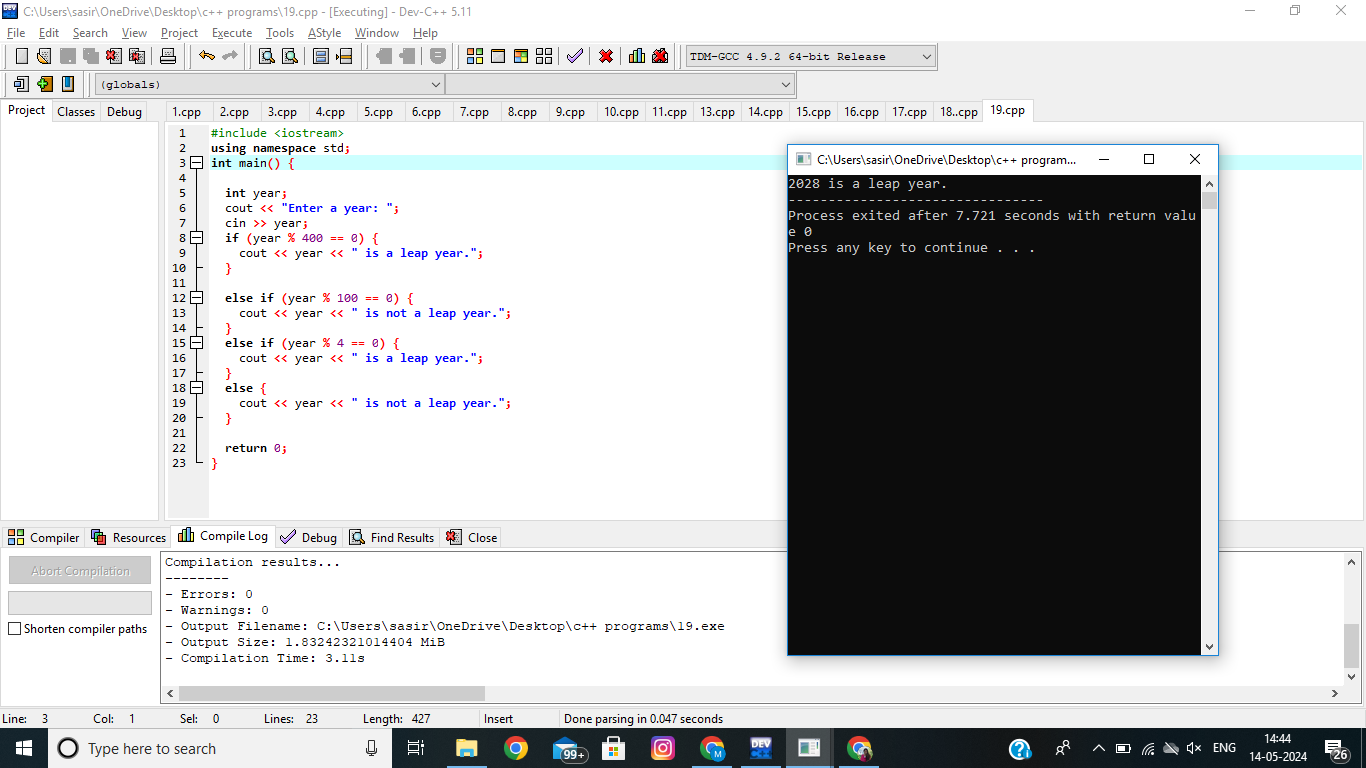 C:\Users\sasir\OneDrive\Desktop\c++ programs\19.cpp - [Executing] - Dev-C++ 5.11
File Edit Search View Project Execute Tools AStyle Window Help
TDM-GCC 4.9.2 64-bit Release
(globals)
Project Classes Debug
1.cpp 2.cpp 3.cpp 4.cpp 5.cpp 6.cpp 7.cpp 8.cpp 9.cpp 10.cpp 11.cpp 13.cpp 14.cpp 15.cpp 16.cpp 17.cpp 18..cpp 19.cpp
1 #include <iostream>
2 using namespace std;
3 int main() {
4
5 int year;
6 cout << "Enter a year: ";
7 cin >> year;
8 if (year % 400 == 0) {
9 cout << year << " is a leap year.";
10 }
11
12 else if (year % 100 == 0) {
13 cout << year << " is not a leap year.";
14 }
15 else if (year % 4 == 0) {
16 cout << year << " is a leap year.";
17 }
18 else {
19 cout << year << " is not a leap year.";
20 }
21
22 return 0;
23 }
C:\Users\sasir\OneDrive\Desktop\c++ program...
2028 is a leap year.
--------------------------------
Process exited after 7.721 seconds with return valu
e 0
Press any key to continue . . .
Compiler Resources Compile Log Debug Find Results Close
Abort Compilation
Shorten compiler paths
Compilation results...
--------
- Errors: 0
- Warnings: 0
- Output Filename: C:\Users\sasir\OneDrive\Desktop\c++ programs\19.exe
- Output Size: 1.83242321014404 MiB
- Compilation Time: 3.11s
Line: 3 Col: 1 Sel: 0 Lines: 23 Length: 427 Insert Done parsing in 0.047 seconds
Type here to search
99+
M
DEV
ENG
14:44
14-05-2024
26